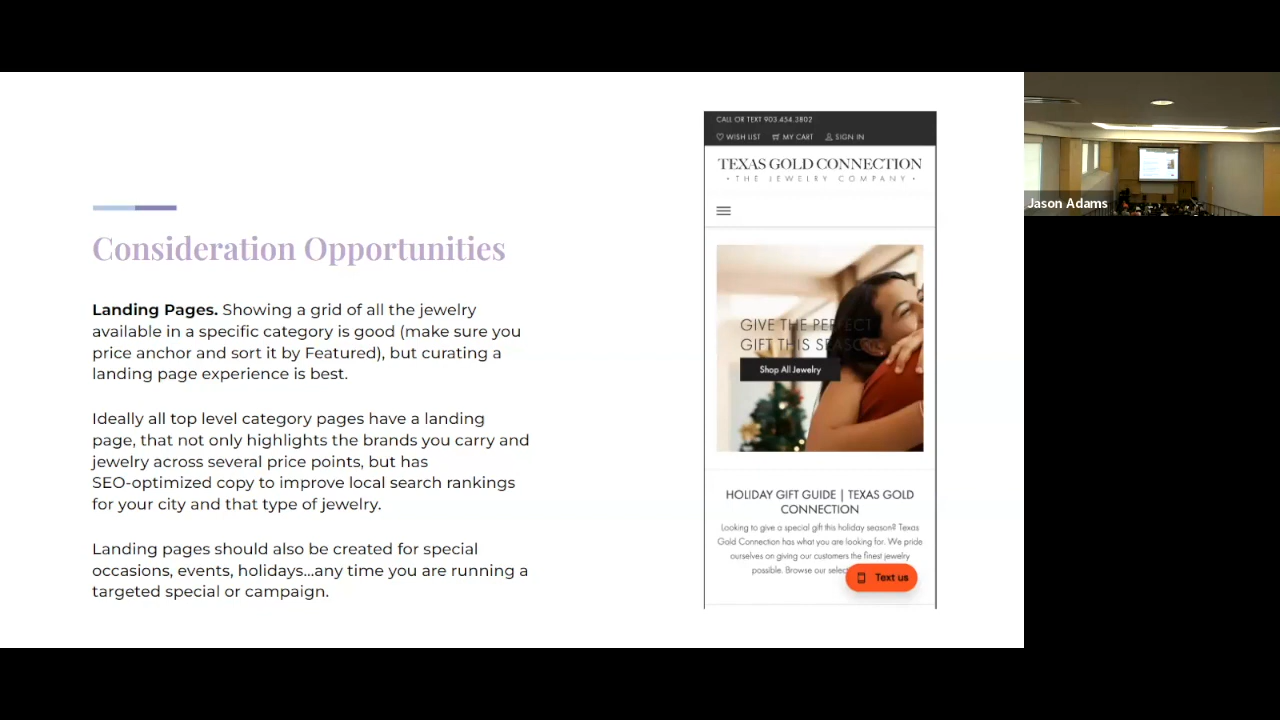 Consideration Opportunities
Landing Pages. Showing a grid of all the jewelry
available in a specific category is good (make sure you
price anchor and sort it by Featured), but curating a
landing page experience is best.
Ideally all top level category pages have a landing
page, that not only highlights the brands you carry and
jewelry across several price points, but has
SEO-optimized copy to improve local search rankings
for your city and that type of jewelry.
Landing pages should also be created for special
occasions, events, holidays...any time you are running a
targeted special or campaign.
CALL OR TEXT 903.454.3802
WISH LIST MY CART SIGN IN
TEXAS GOLD CONNECTION
• THE JEWELRY COMPANY •
GIVE THE PERFECT
GIFT THIS SEASON
Shop All Jewelry
HOLIDAY GIFT GUIDE | TEXAS GOLD
CONNECTION
Looking to give a special gift this holiday season? Texas
Gold Connection has what you are looking for. We pride
ourselves on giving our customers the finest jewelry
possible. Browse our
Text us
Jason Adams